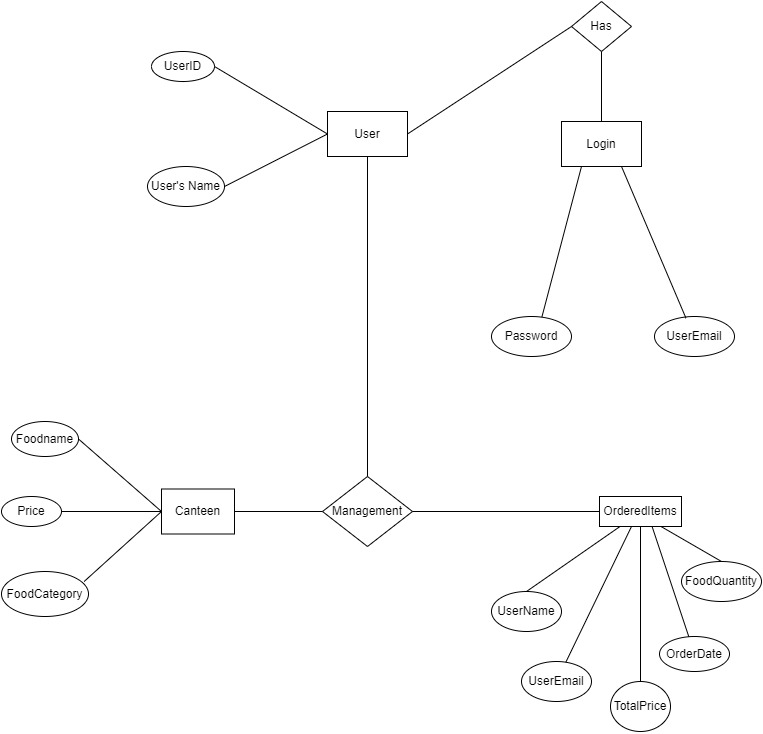 Has
UserID
User
Login
User's Name
Password
UserEmail
Foodname
Price
Canteen
Management
OrderedItems
FoodCategory
FoodQuantity
UserName
OrderDate
UserEmail
TotalPrice